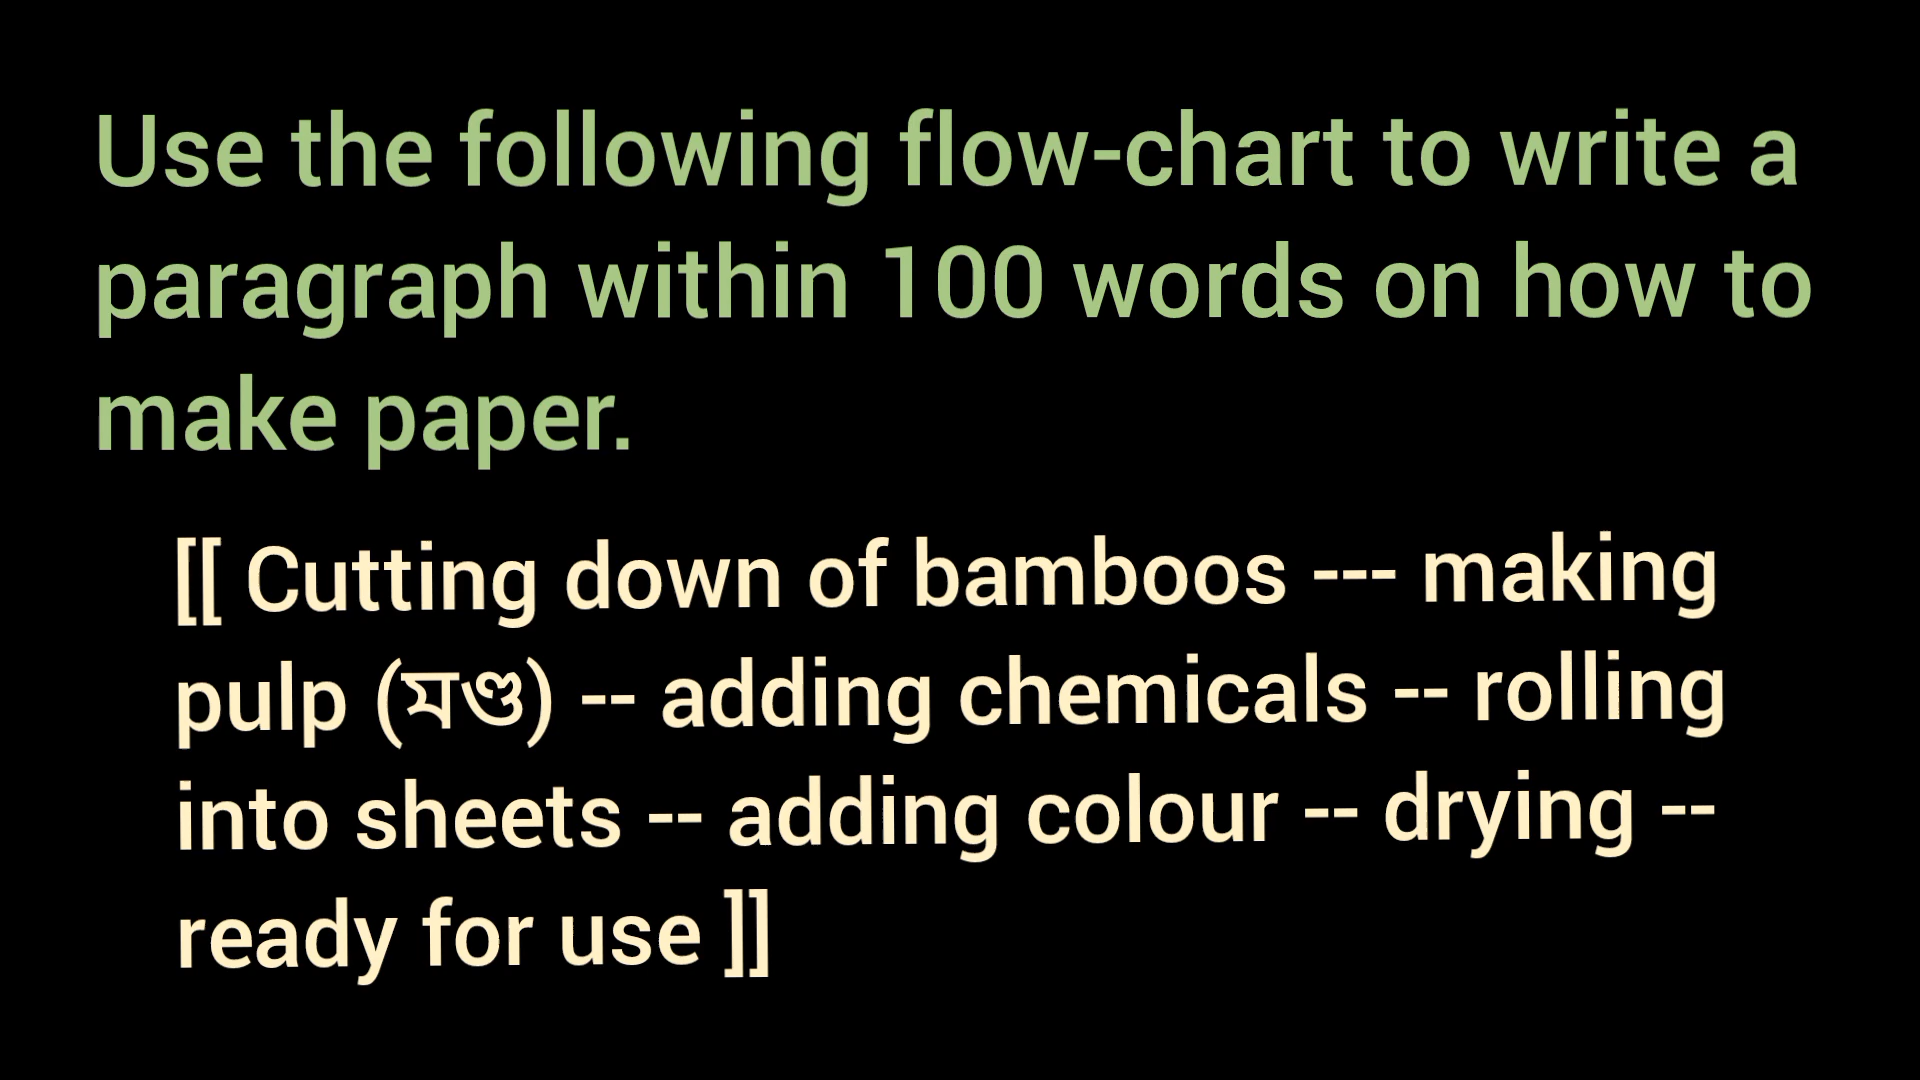 Use the following flow-chart to write a
paragraph within 100 words on how to
make paper.
[[ Cutting down of bamboos --- making
pulp (মণ্ড) -- adding chemicals -- rolling
into sheets -- adding colour -- drying --
ready for use ]]